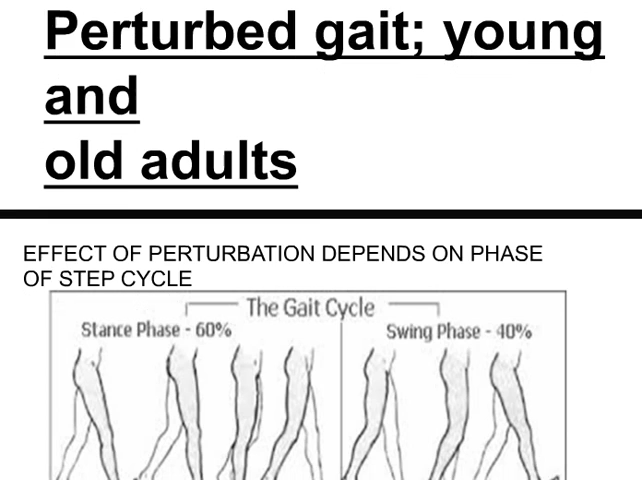 Perturbed gait; young
and
old adults
EFFECT OF PERTURBATION DEPENDS ON PHASE
OF STEP CYCLE
The Gait Cycle
Stance Phase - 60%
Swing Phase - 40%